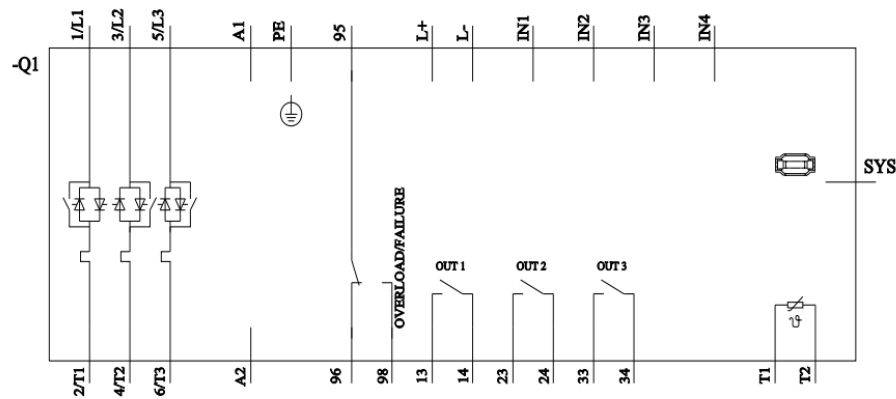 1/L1
3/L2
5/L3
A1
PE
95
L+
L-
IN1
IN2
IN3
IN4
-Q1
SYS
OVERLOAD/FAILURE
OUT 1
OUT 2
OUT 3
ϑ
2/T1
4/T2
6/T3
A2
96
98
13
14
23
24
33
34
T1
T2